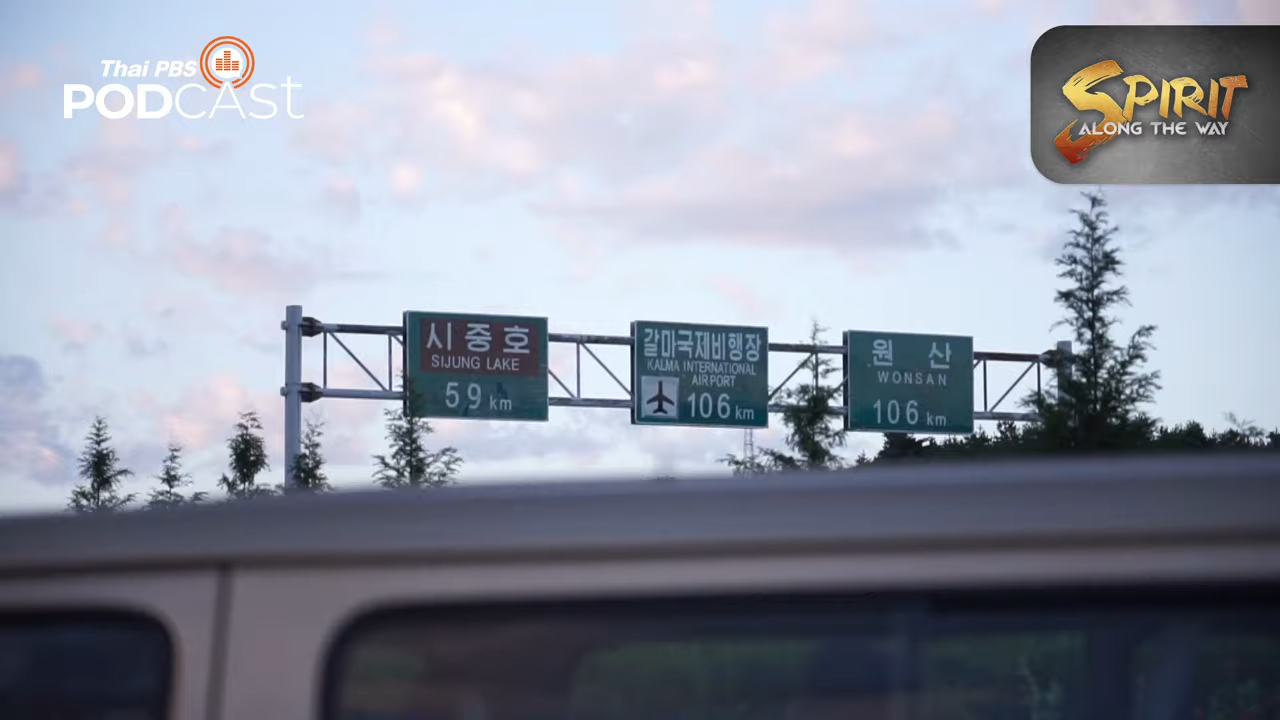 Thai PBS
PODCAST
SPIRIT
ALONG THE WAY
시중호
SIJUNG LAKE
59 km
갈마국제비행장
KALMA INTERNATIONAL
AIRPORT
106 km
원 산
WONSAN
106 km